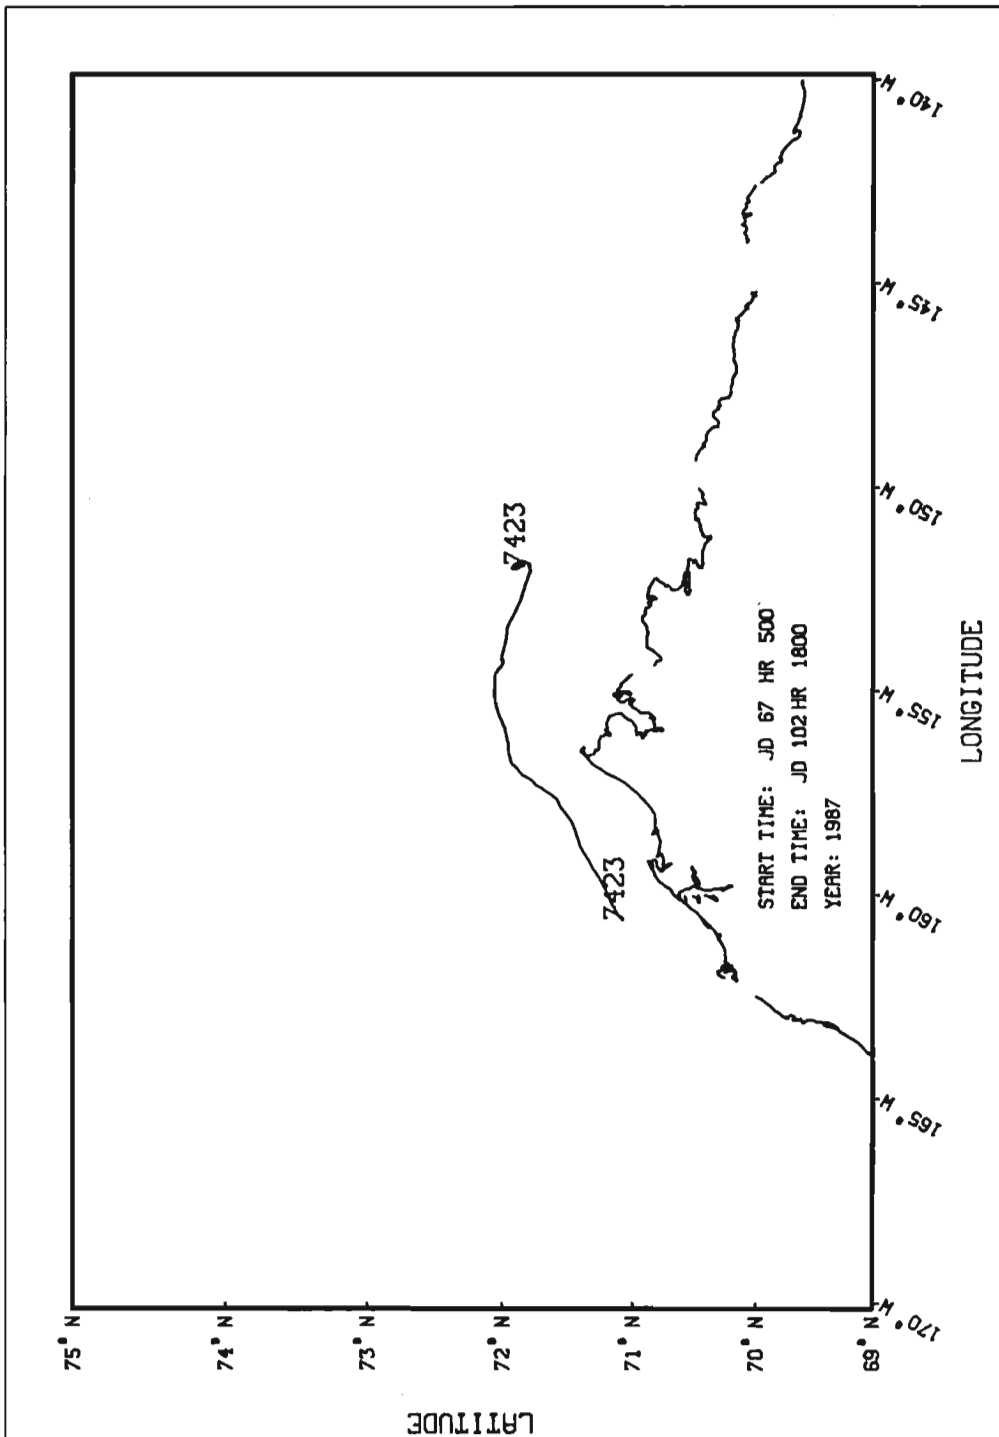 LATITUDE
75° N
74° N
73° N
72° N
71° N
70° N
69° N
7423
7423
START TIME: JD 67 HR 500
END TIME: JD 102 HR 1800
YEAR: 1987
170° W
165° W
160° W
155° W
150° W
145° W
140° W
LONGITUDE